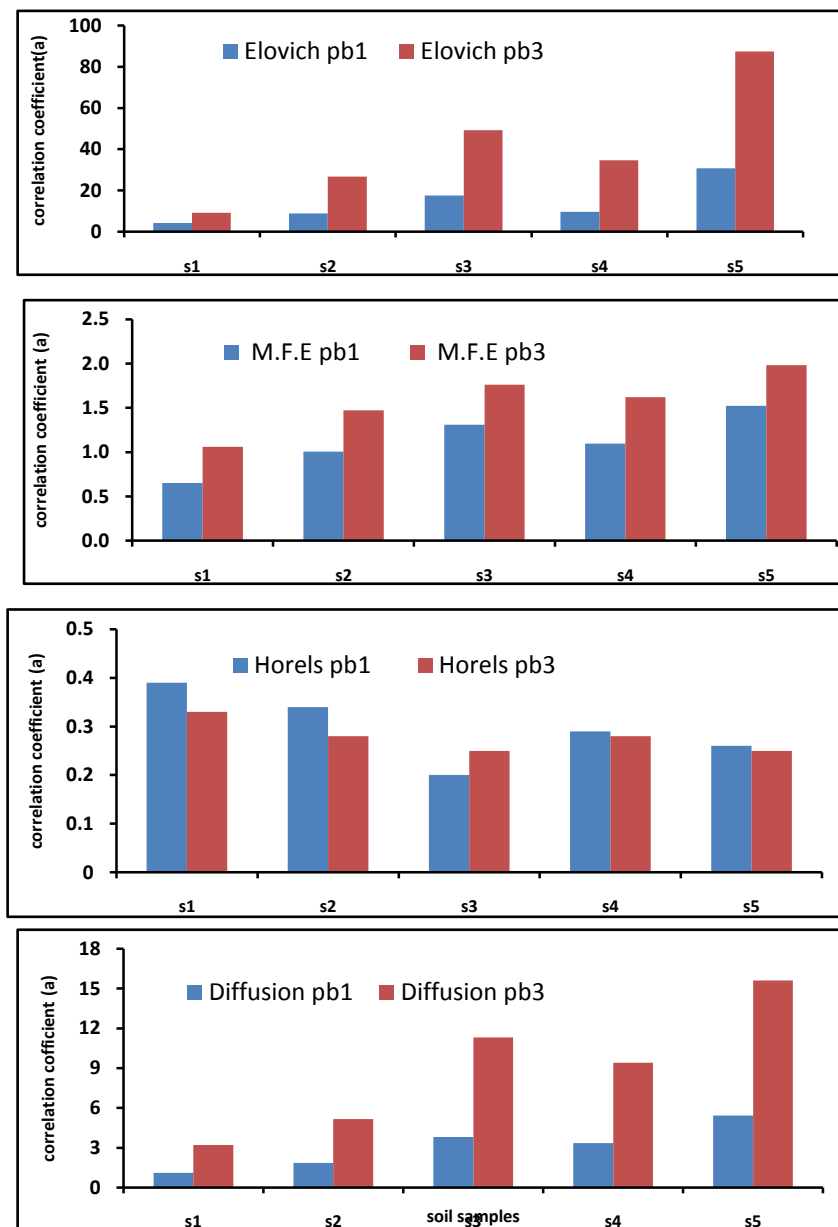 correlation coefficient(a)
100
80
60
40
20
0
Elovich pb1
Elovich pb3
s1
s2
s3
s4
s5
correlation coefficient (a)
2.5
2.0
1.5
1.0
0.5
0.0
M.F.E pb1
M.F.E pb3
s1
s2
s3
s4
s5
correlation coefficient (a)
0.5
0.4
0.3
0.2
0.1
0
Horels pb1
Horels pb3
s1
s2
s3
s4
s5
correlation cofficient (a)
18
15
12
9
6
3
0
Diffusion pb1
Diffusion pb3
s1
s2
s3
s4
s5
soil samples